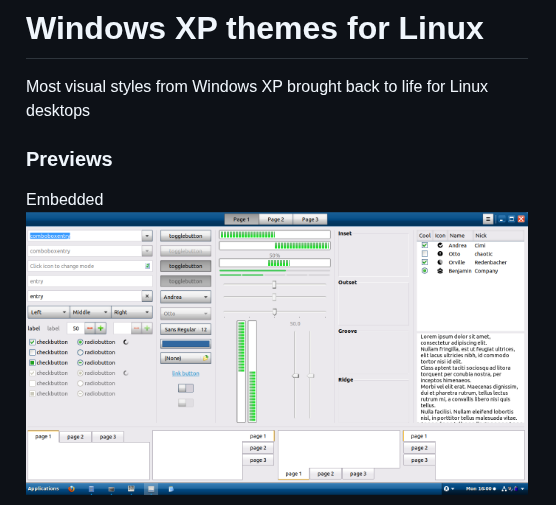 Windows XP themes for Linux
Most visual styles from Windows XP brought back to life for Linux
desktops
Previews
Embedded
Page 1 Page 2 Page 3
comboboxentry
comboboxentry
Click icon to change mode
entry
entry
Left Middle Right
label label 50
checkbutton radiobutton
checkbutton radiobutton
checkbutton radiobutton
checkbutton radiobutton
checkbutton radiobutton
checkbutton radiobutton
togglebutton
togglebutton
togglebutton
togglebutton
Andrea
Otto
Sans Regular 12
(None)
link button
50%
50.0
Inset
Outset
Groove
Ridge
Cool Icon Name Nick
Andrea Cimi
Otto chaotic
Orville Redenbacher
Benjamin Company
Lorem ipsum dolor sit amet,
consectetur adipiscing elit.
Nullam fringilla, est ut feugiat ultrices,
elit lacus ultricies nibh, id commodo
tortor nisi id elit.
Class aptent taciti sociosqu ad litora
torquent per conubia nostra, per
inceptos himenaeos.
Morbi vel elit erat. Maecenas dignissim,
dui et pharetra rutrum, tellus lectus
rutrum mi, a convallis libero nisi quis
tellus.
Nulla facilisi. Nullam eleifend lobortis
nisl, in porttitor tellus malesuada vitae.
page 1 page 2 page 3
page 1
page 2
page 3
page 1 page 2 page 3
page 1
page 2
page 3
Applications
Mon 16:00